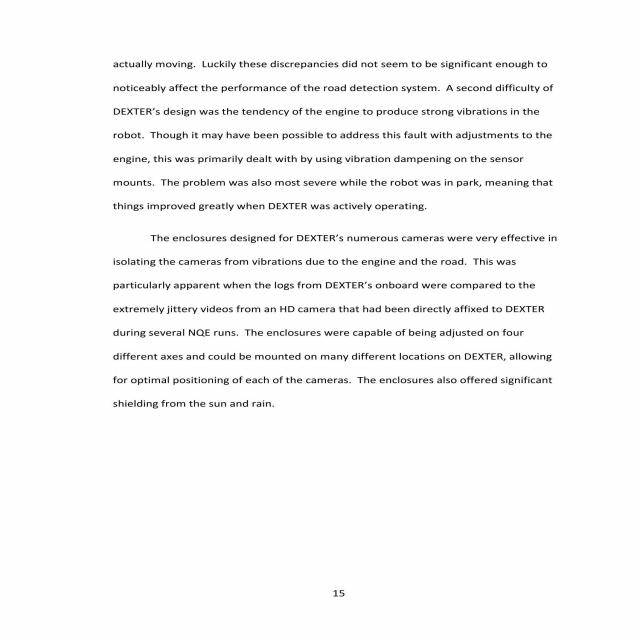 actually moving.  Luckily these discrepancies did not seem to be significant enough to
noticeably affect the performance of the road detection system.  A second difficulty of
DEXTER’s design was the tendency of the engine to produce strong vibrations in the
robot.  Though it may have been possible to address this fault with adjustments to the
engine, this was primarily dealt with by using vibration dampening on the sensor
mounts.  The problem was also most severe while the robot was in park, meaning that
things improved greatly when DEXTER was actively operating.
The enclosures designed for DEXTER’s numerous cameras were very effective in
isolating the cameras from vibrations due to the engine and the road.  This was
particularly apparent when the logs from DEXTER’s onboard were compared to the
extremely jittery videos from an HD camera that had been directly affixed to DEXTER
during several NQE runs.  The enclosures were capable of being adjusted on four
different axes and could be mounted on many different locations on DEXTER, allowing
for optimal positioning of each of the cameras.  The enclosures also offered significant
shielding from the sun and rain.
15